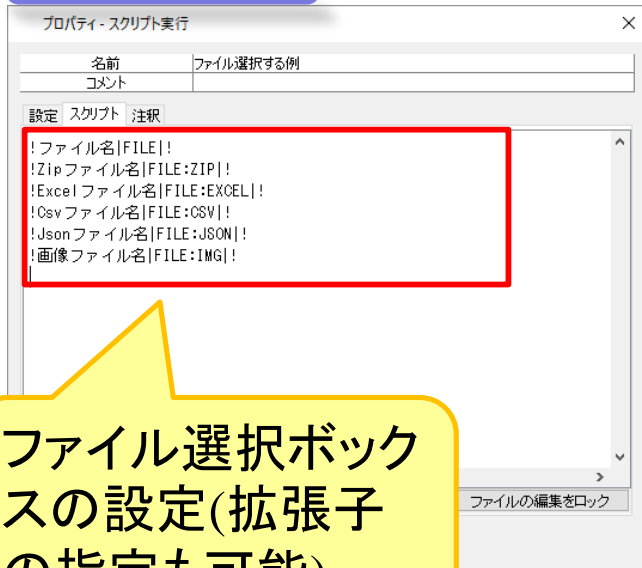 プロパティ - スクリプト実行
名前 ファイル選択する例
コメント
設定 スクリプト 注釈
!ファイル名|FILE|!
!Zipファイル名|FILE:ZIP|!
!Excelファイル名|FILE:EXCEL|!
!Csvファイル名|FILE:CSV|!
!Jsonファイル名|FILE:JSON|!
!画像ファイル名|FILE:IMG|!
ファイル選択ボック
スの設定(拡張子
の指定も可能)
ファイルの編集をロック